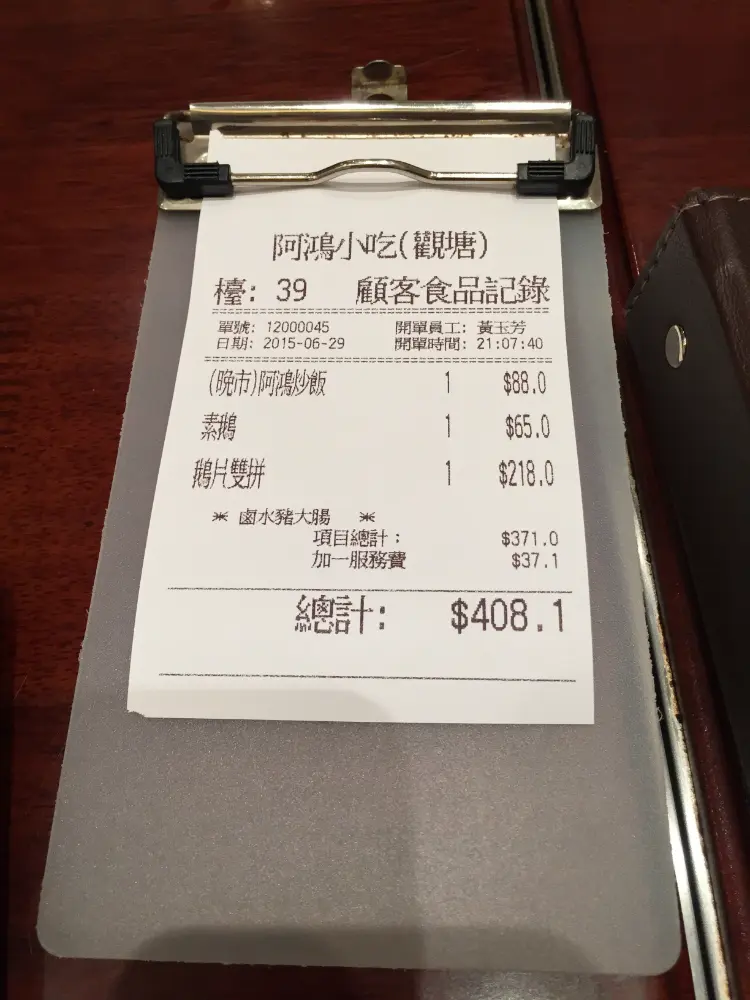 阿鴻小吃(觀塘)
檯: 39 顧客食品記錄
單號: 12000045 開單員工: 黃玉芳
日期: 2015-06-29 開單時間: 21:07:40
(晚市)阿鴻炒飯 1 $88.0
素鵝 1 $65.0
鵝片雙拼 1 $218.0
* 鹵水豬大腸 *
項目總計: $371.0
加一服務費 $37.1
總計: $408.1